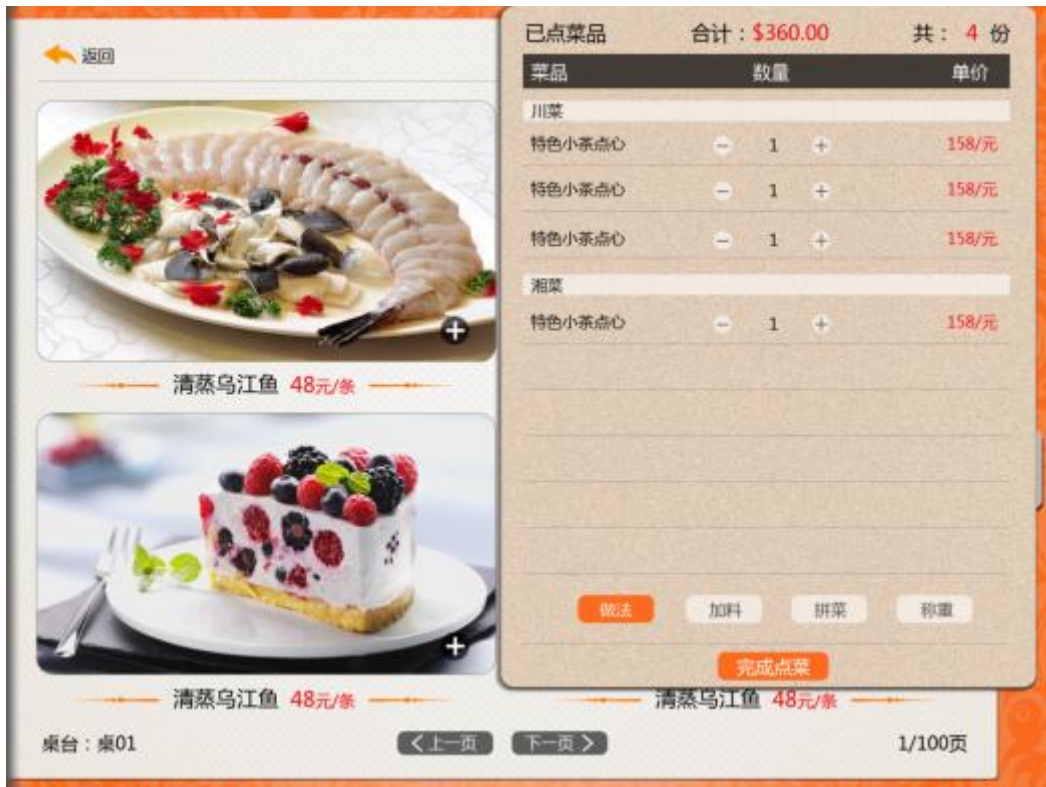 返回
已点菜品 合计：$360.00 共： 4 份
菜品 数量 单价
川菜
特色小茶点心 － 1 ＋ 158/元
特色小茶点心 － 1 ＋ 158/元
特色小茶点心 － 1 ＋ 158/元
湘菜
特色小茶点心 － 1 ＋ 158/元
做法 加料 拼菜 称重
完成点菜
清蒸乌江鱼 48元/条
清蒸乌江鱼 48元/条
清蒸乌江鱼 48元/条
桌台：桌01
上一页 下一页
1/100页